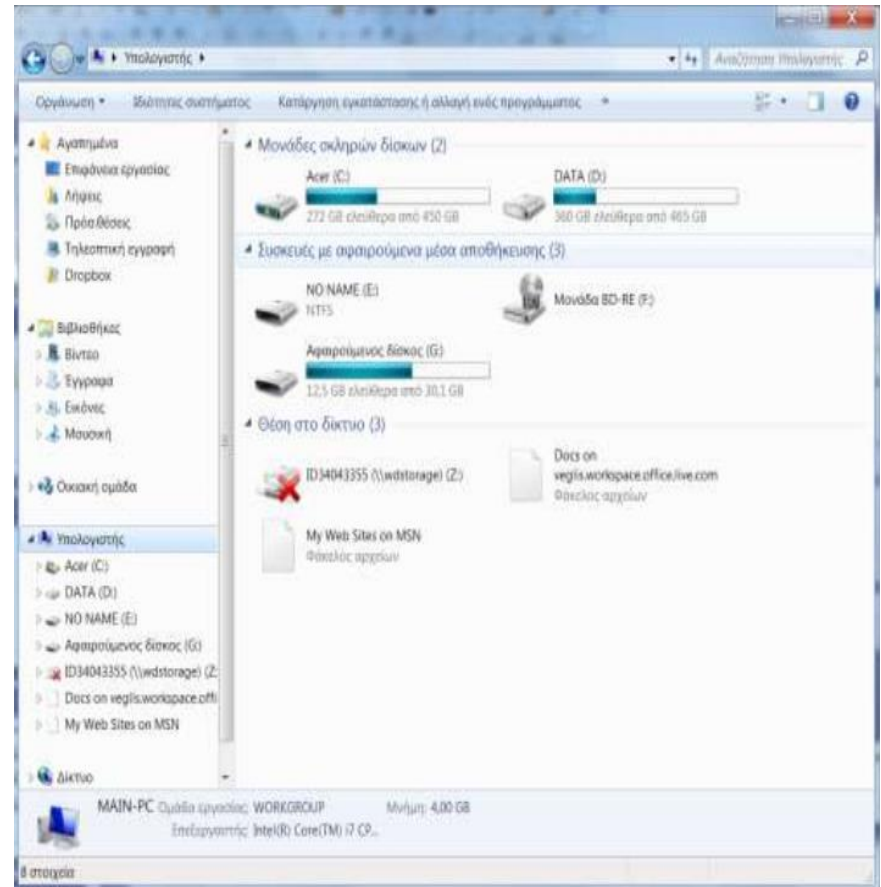 Υπολογιστής
Αναζήτηση Υπολογιστής
Οργάνωση
Ιδιότητες συστήματος
Κατάργηση εγκατάστασης ή αλλαγή ενός προγράμματος
»
Αγαπημένα
Επιφάνεια εργασίας
Λήψεις
Πρόσθέσεις
Τηλεοπτική εγγραφή
Dropbox
Βιβλιοθήκες
Βίντεο
Έγγραφα
Εικόνες
Μουσική
Οικιακή ομάδα
Υπολογιστής
Acer (C:)
DATA (D:)
NO NAME (E:)
Αφαιρούμενος δίσκος (G:)
ID34043355 (\\wdstorage) (Z:
Docs on veglis.workspace.offi
My Web Sites on MSN
Δίκτυο
Μονάδες σκληρών δίσκων (2)
Acer (C:)
272 GB ελεύθερα από 450 GB
DATA (D:)
360 GB ελεύθερα από 465 GB
Συσκευές με αφαιρούμενα μέσα αποθήκευσης (3)
NO NAME (E:)
NTFS
Μονάδα BD-RE (F:)
Αφαιρούμενος δίσκος (G:)
12,5 GB ελεύθερα από 30,1 GB
Θέση στο δίκτυο (3)
ID34043355 (\\wdstorage) (Z:)
Docs on
veglis.workspace.office.live.com
Φάκελος αρχείων
My Web Sites on MSN
Φάκελος αρχείων
MAIN-PC Ομάδα εργασίας: WORKGROUP Μνήμη: 4,00 GB
Επεξεργαστής: Intel(R) Core(TM) i7 CP...
8 στοιχεία